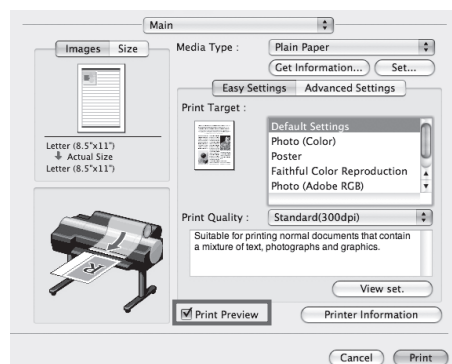 Main
Images Size
Media Type : Plain Paper
Get Information... Set...
Easy Settings Advanced Settings
Print Target :
Default Settings
Photo (Color)
Poster
Faithful Color Reproduction
Photo (Adobe RGB)
Letter (8.5"x11")
Actual Size
Letter (8.5"x11")
Print Quality : Standard(300dpi)
Suitable for printing normal documents that contain
a mixture of text, photographs and graphics.
View set.
R
Print Preview
Printer Information
Cancel Print